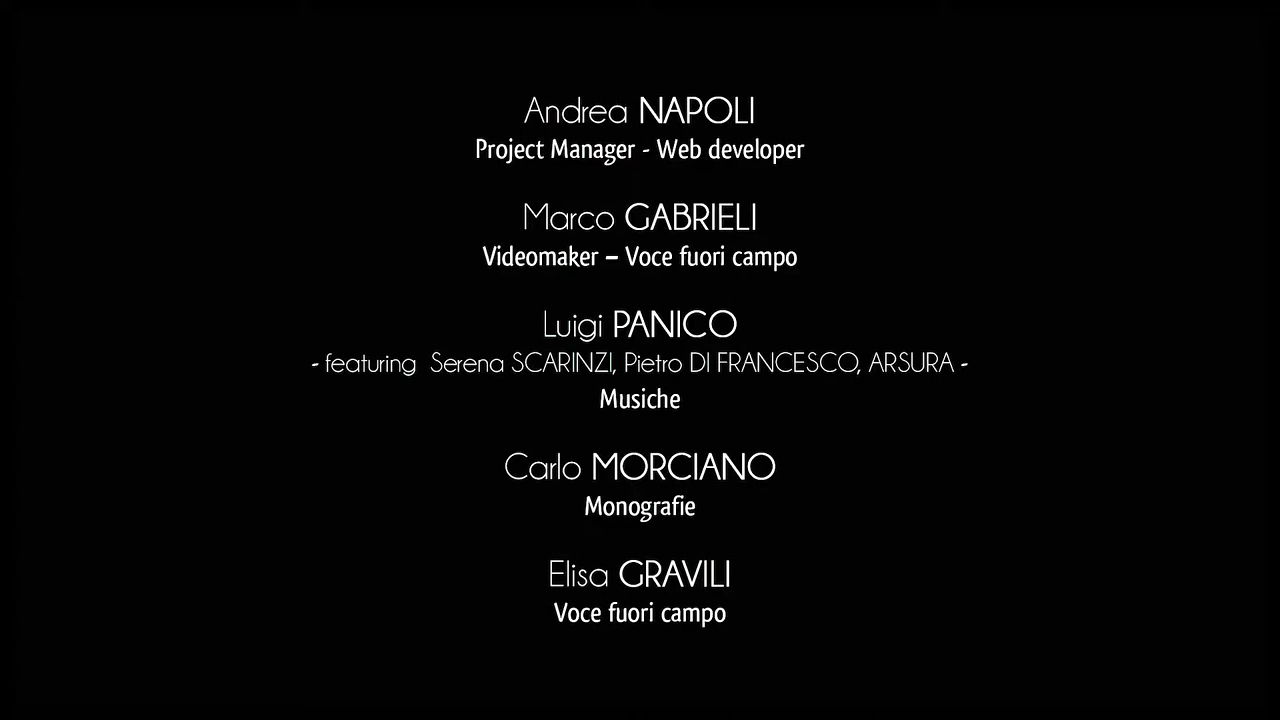 Andrea NAPOLI
Project Manager - Web developer
Marco GABRIELI
Videomaker – Voce fuori campo
Luigi PANICO
- featuring  Serena SCARINZI, Pietro DI FRANCESCO, ARSURA -
Musiche
Carlo MORCIANO
Monografie
Elisa GRAVILI
Voce fuori campo